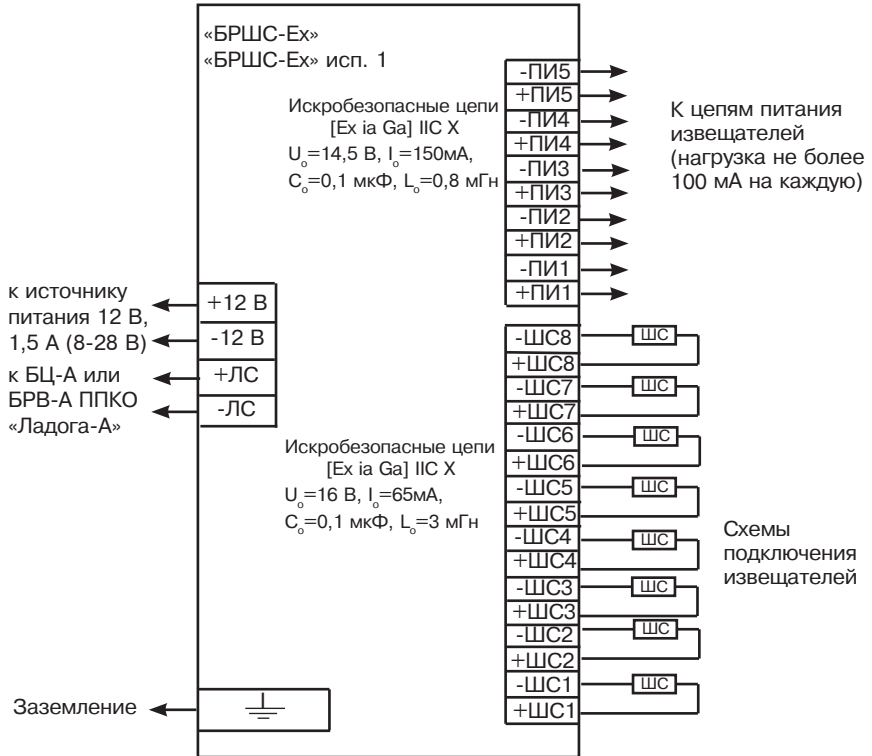 «БРШС-Ех»
«БРШС-Ех» исп. 1
Искробезопасные цепи
[Ex ia Ga] IIC X
Uo=14,5 В, Io=150мА,
Co=0,1 мкФ, Lo=0,8 мГн
-ПИ5
+ПИ5
-ПИ4
+ПИ4
-ПИ3
+ПИ3
-ПИ2
+ПИ2
-ПИ1
+ПИ1
К цепям питания
извещателей
(нагрузка не более
100 мА на каждую)
к источнику
питания 12 В,
1,5 А (8-28 В)
к БЦ-А или
БРВ-А ППКО
«Ладога-А»
+12 В
-12 В
+ЛС
-ЛС
Искробезопасные цепи
[Ex ia Ga] IIC X
Uo=16 В, Io=65мА,
Co=0,1 мкФ, Lo=3 мГн
-ШС8
ШС
+ШС8
-ШС7
ШС
+ШС7
-ШС6
ШС
+ШС6
-ШС5
ШС
+ШС5
-ШС4
ШС
+ШС4
-ШС3
ШС
+ШС3
-ШС2
ШС
+ШС2
-ШС1
ШС
+ШС1
Схемы
подключения
извещателей
Заземление